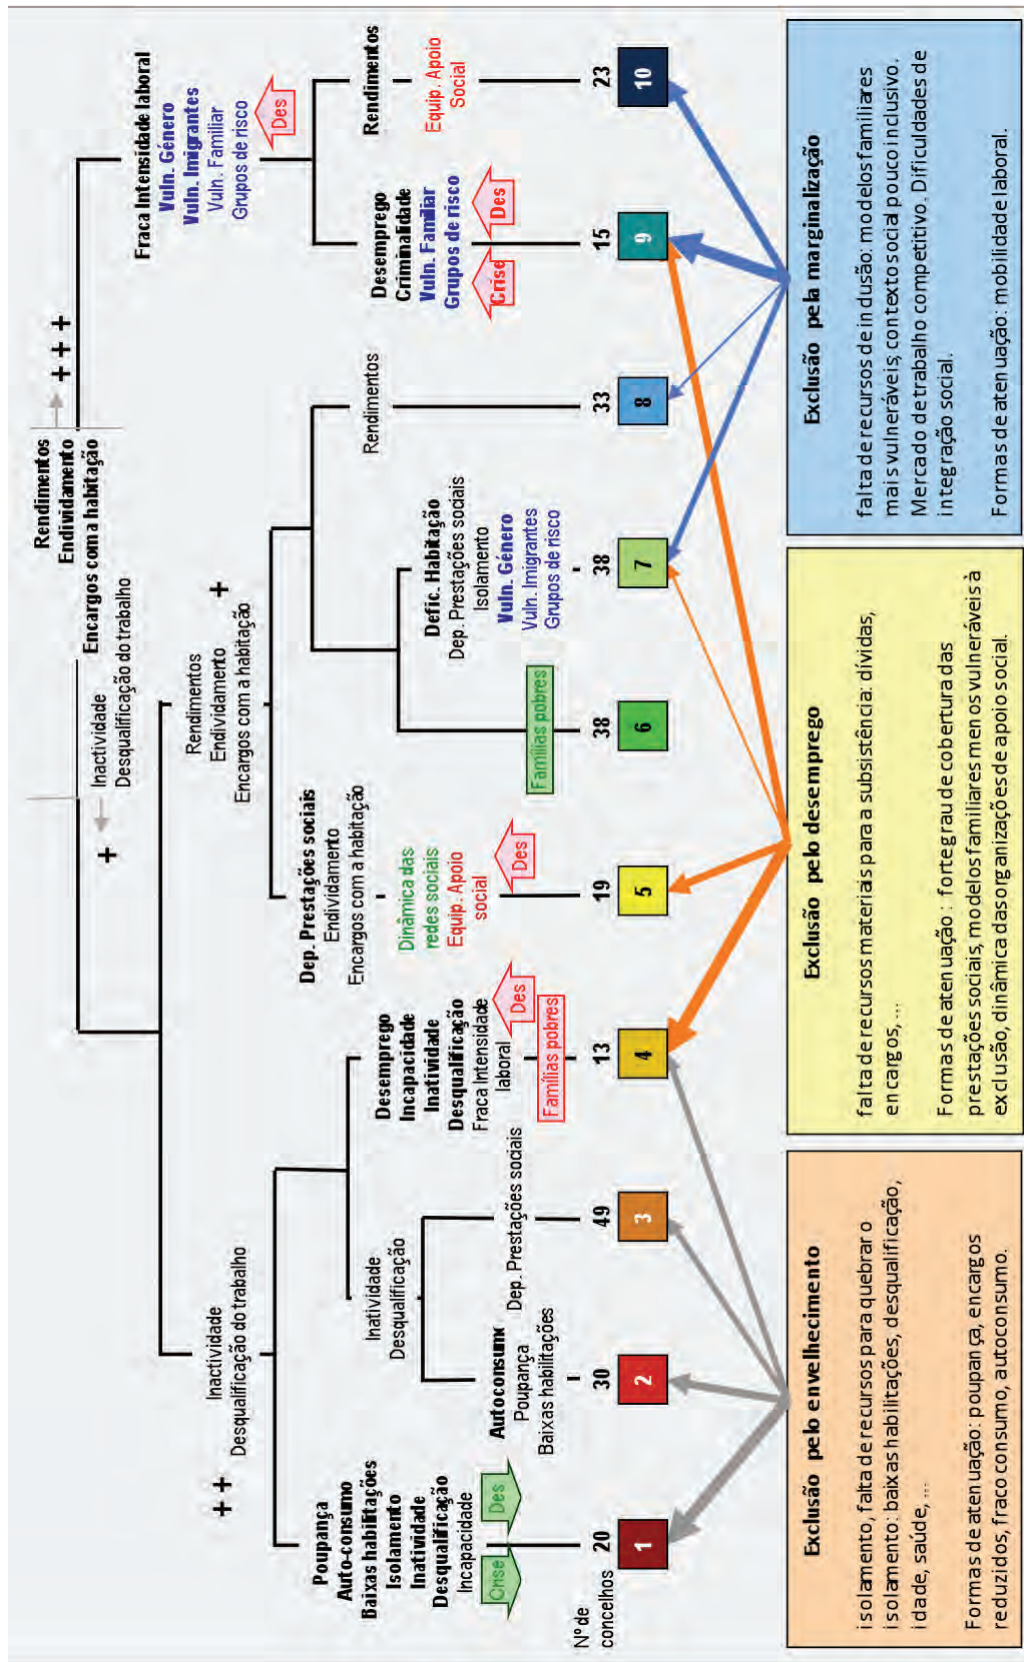 Rendimentos
Endividamento
Encargos com a habitação
+ + +
+
Inactividade
Desqualificação do trabalho
Inactividade
Desqualificação do trabalho
+ +
Rendimentos
Endividamento
Encargos com a habitação
+
Fraca Intensidade laboral
Vuln. Género
Vuln. Imigrantes
Vuln. Familiar
Grupos de risco
Des
Poupança
Auto-consumo
Baixas habilitações
Isolamento
Inatividade
Desqualificação
Incapacidade
Crise
Des
Inatividade
Desqualificação
Autoconsumo
Poupança
Baixas habilitações
Dep. Prestações sociais
Desemprego
Incapacidade
Inatividade
Desqualificação
Fraca Intensidade
laboral
Des
Famílias pobres
Dep. Prestações sociais
Endividamento
Encargos com a habitação
Dinâmica das
redes sociais
Equip. Apoio
social
Des
Famílias pobres
Defic. Habitação
Dep. Prestações sociais
Isolamento
Vuln. Género
Vuln. Imigrantes
Grupos de risco
Rendimentos
Desemprego
Criminalidade
Vuln. Familiar
Grupos de risco
Crise
Des
Rendimentos
Equip. Apoio
Social
Nº de
concelhos
20
30
49
13
19
38
38
33
15
23
1
2
3
4
5
6
7
8
9
10
Exclusão pelo envelhecimento
isolamento, falta de recursos para quebrar o
isolamento: baixas habilitações, desqualificação,
idade, saúde, ...
Formas de atenuação: poupança, encargos
reduzidos, fraco consumo, autoconsumo.
Exclusão pelo desemprego
falta de recursos materiais para a subsistência: dívidas,
encargos, ...
Formas de atenuação : forte grau de cobertura das
prestações sociais, modelos familiares menos vulneráveis à
exclusão, dinâmica das organizações de apoio social.
Exclusão pela marginalização
falta de recursos de indusão: modelos familiares
mais vulneráveis; contexto social pouco inclusivo.
Mercado de trabalho competitivo. Dificuldades de
integração social.
Formas de atenuação: mobilidade laboral.